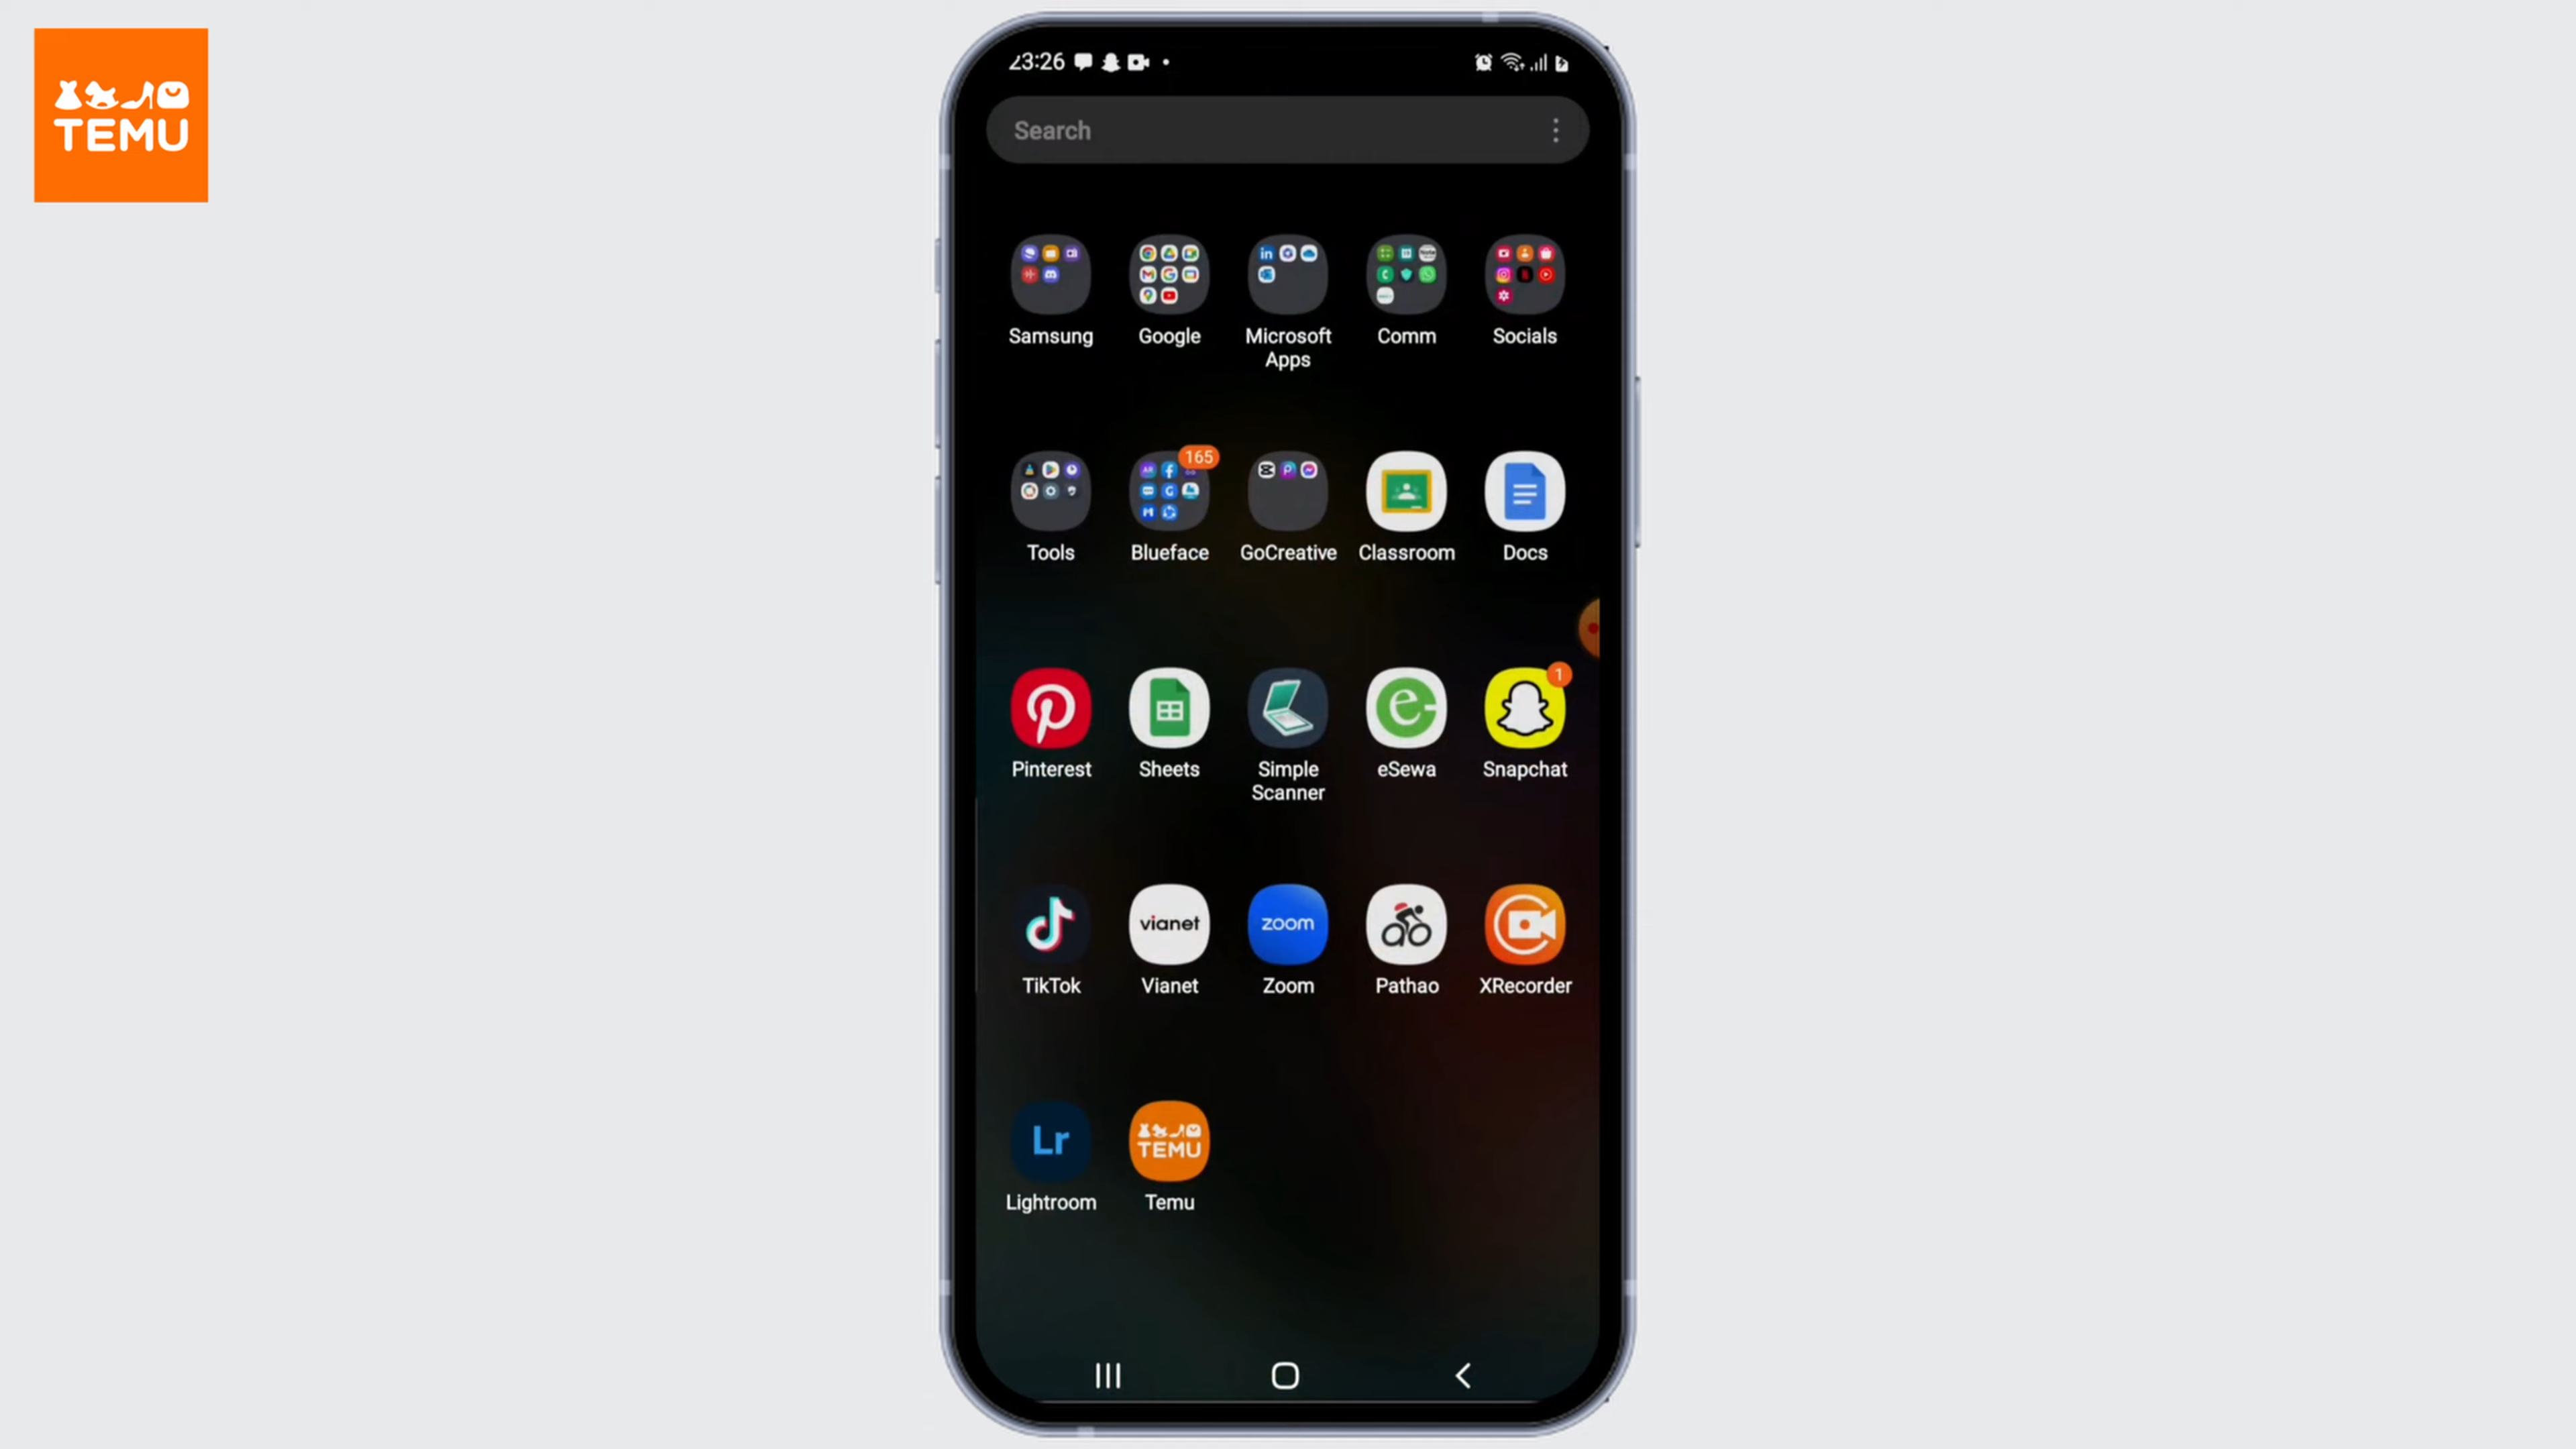 TEMU
23:26
Search
Samsung
Google
Microsoft
Apps
Comm
Socials
165
Tools
Blueface
GoCreative
Classroom
Docs
1
Pinterest
Sheets
Simple
Scanner
eSewa
Snapchat
vianet
zoom
TikTok
Vianet
Zoom
Pathao
XRecorder
Lr
TEMU
Lightroom
Temu